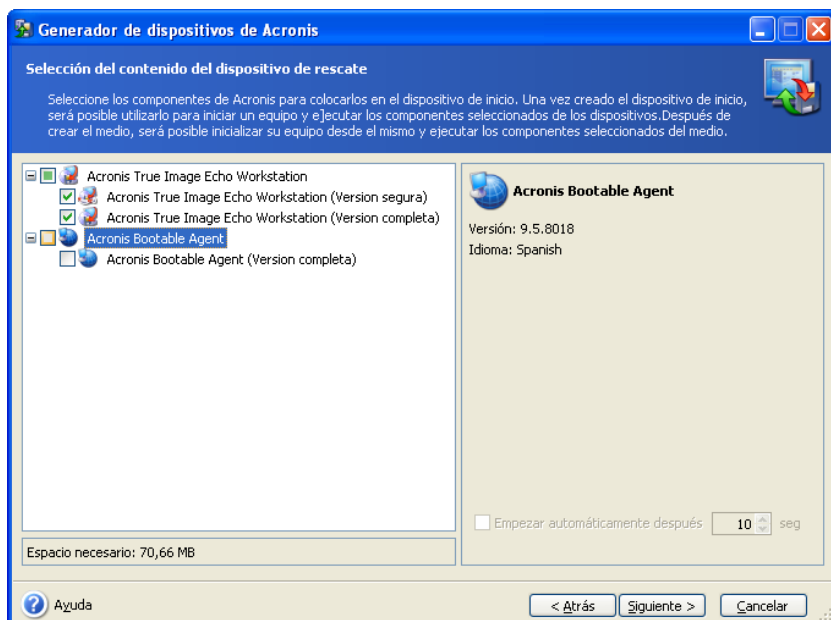 Generador de dispositivos de Acronis
Selección del contenido del dispositivo de rescate
Seleccione los componentes de Acronis para colocarlos en el dispositivo de inicio. Una vez creado el dispositivo de inicio,
será posible utilizarlo para iniciar un equipo y e]ecutar los componentes seleccionados de los dispositivos.Después de
crear el medio, será posible inicializar su equipo desde el mismo y ejecutar los componentes seleccionados del medio.
Acronis True Image Echo Workstation
Acronis True Image Echo Workstation (Version segura)
Acronis True Image Echo Workstation (Version completa)
Acronis Bootable Agent
Acronis Bootable Agent (Version completa)
Espacio necesario: 70,66 MB
Acronis Bootable Agent
Versión: 9.5.8018
Idioma: Spanish
Empezar automáticamente después 10 seg
Ayuda
< Atrás Siguiente > Cancelar